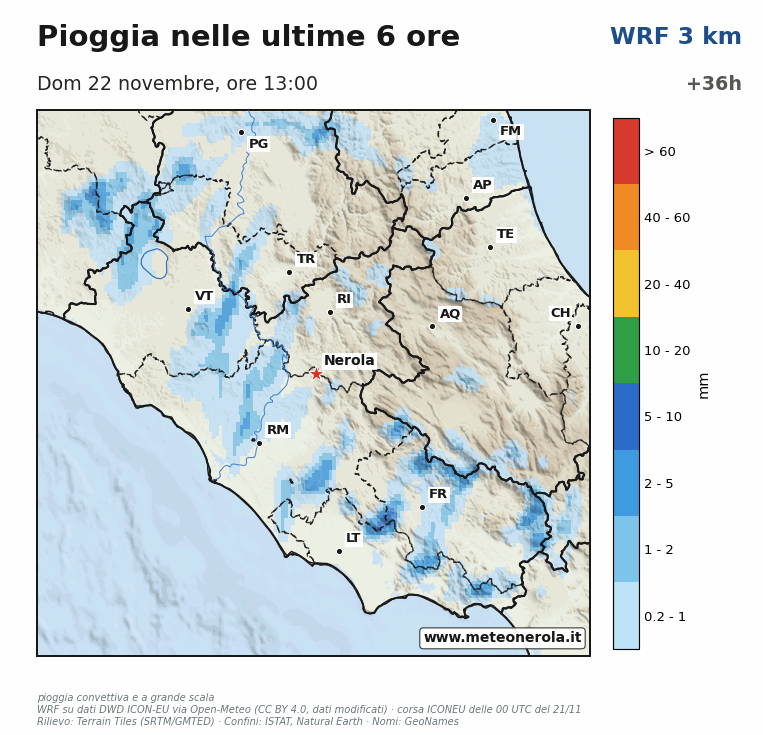 Pioggia nelle ultime 6 ore
WRF 3 km
Dom 22 novembre, ore 13:00
+36h
FM
PG
AP
TE
TR
RI
VT
AQ
CH
Nerola
RM
FR
LT
www.meteonerola.it
> 60
40 - 60
20 - 40
10 - 20
5 - 10
2 - 5
1 - 2
0.2 - 1
mm
pioggia convettiva e a grande scala
WRF su dati DWD ICON-EU via Open-Meteo (CC BY 4.0, dati modificati) · corsa ICONEU delle 00 UTC del 21/11
Rilievo: Terrain Tiles (SRTM/GMTED) · Confini: ISTAT, Natural Earth · Nomi: GeoNames